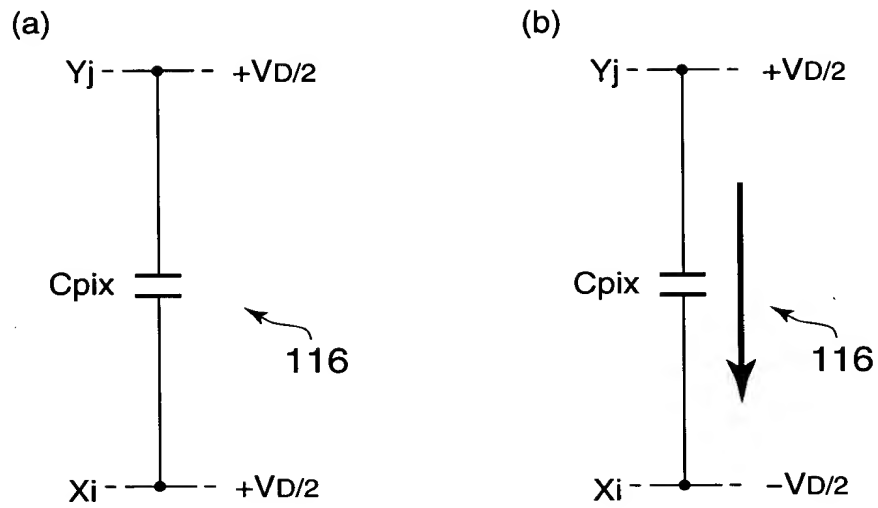 (a)
Yj
+VD/2
Cpix
116
Xi
+VD/2
(b)
Yj
+VD/2
Cpix
116
Xi
−VD/2